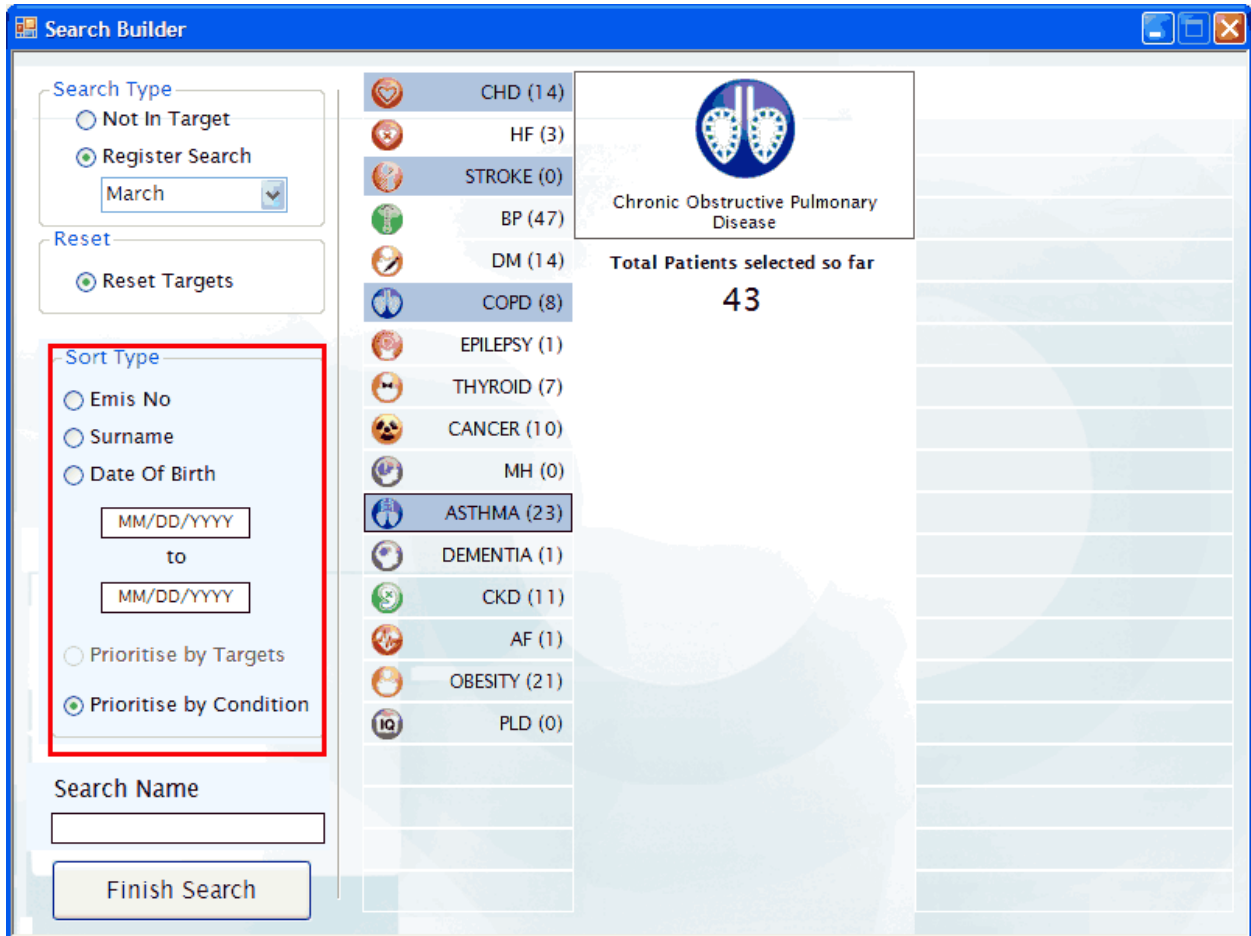 Search Builder
Search Type
Not In Target
Register Search
March
Reset
Reset Targets
Sort Type
Emis No
Surname
Date Of Birth
MM/DD/YYYY
to
MM/DD/YYYY
Prioritise by Targets
Prioritise by Condition
Search Name
Finish Search
CHD (14)
HF (3)
STROKE (0)
BP (47)
DM (14)
COPD (8)
EPILEPSY (1)
THYROID (7)
CANCER (10)
MH (0)
ASTHMA (23)
DEMENTIA (1)
CKD (11)
AF (1)
OBESITY (21)
IQ PLD (0)
Chronic Obstructive Pulmonary
Disease
Total Patients selected so far
43